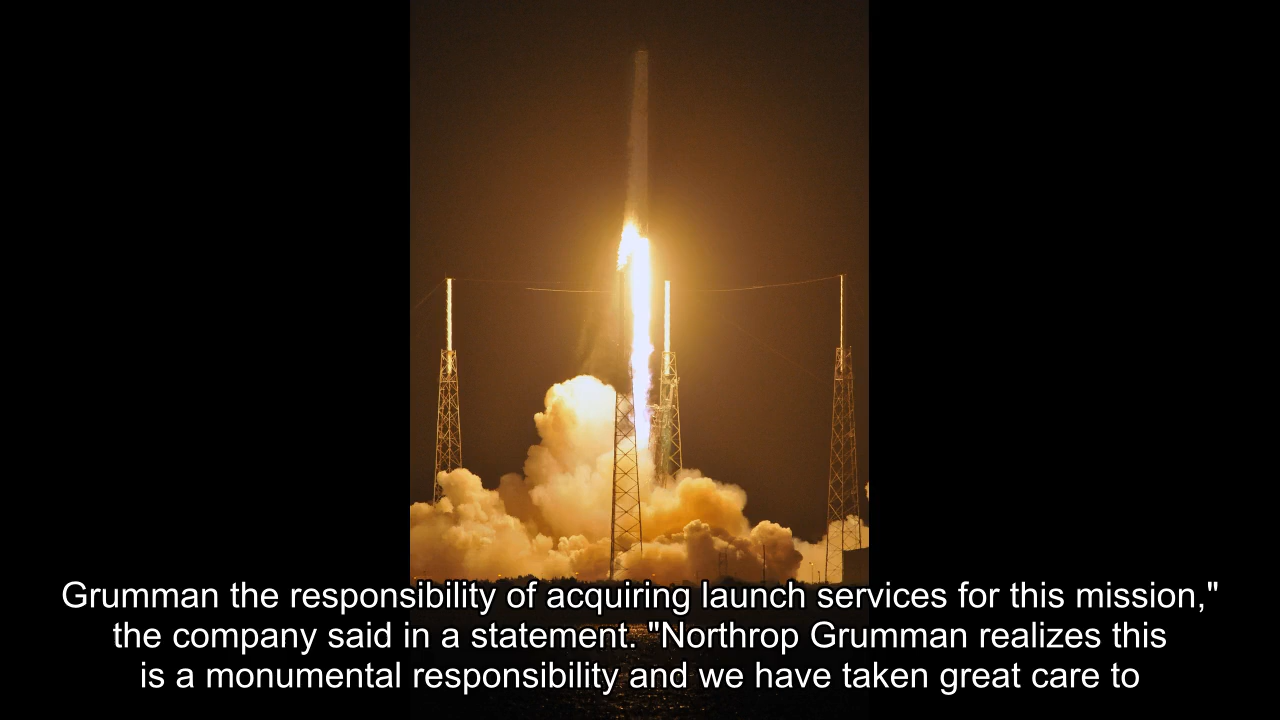 Grumman the responsibility of acquiring launch services for this mission,"
the company said in a statement. "Northrop Grumman realizes this
is a monumental responsibility and we have taken great care to